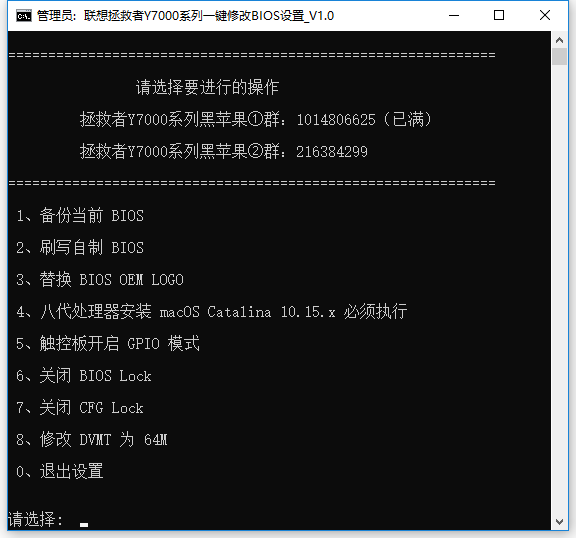 管理员: 联想拯救者Y7000系列一键修改BIOS设置_V1.0
=============================================================
请选择要进行的操作
拯救者Y7000系列黑苹果①群：1014806625（已满）
拯救者Y7000系列黑苹果②群：216384299
=============================================================
1、备份当前 BIOS
2、刷写自制 BIOS
3、替换 BIOS OEM LOGO
4、八代处理器安装 macOS Catalina 10.15.x 必须执行
5、触控板开启 GPIO 模式
6、关闭 BIOS Lock
7、关闭 CFG Lock
8、修改 DVMT 为 64M
0、退出设置
请选择: